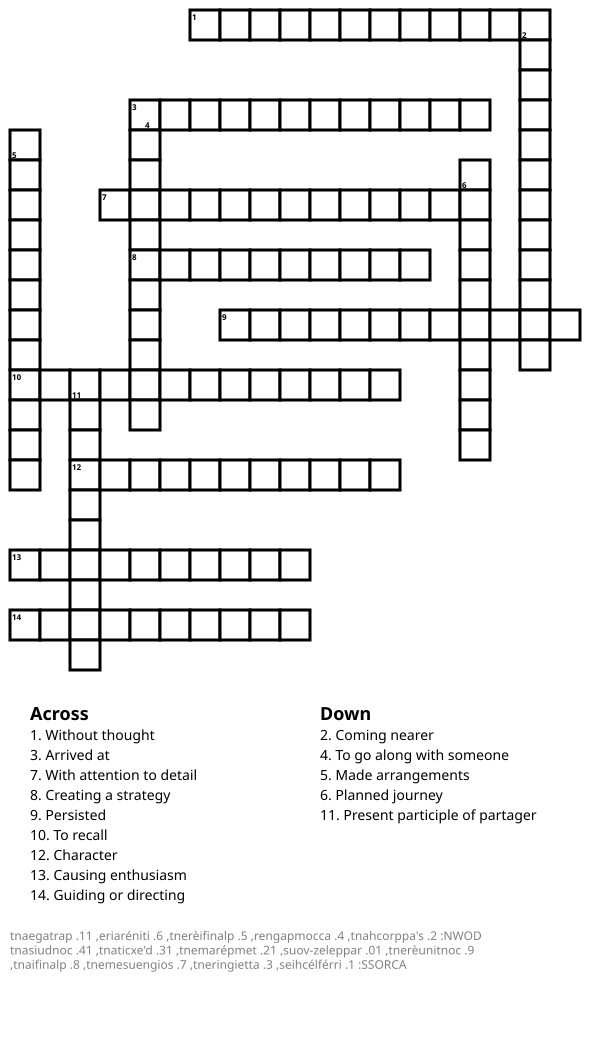 1
2
3
4
5
6
7
8
9
10
11
12
13
14
Across
1. Without thought
3. Arrived at
7. With attention to detail
8. Creating a strategy
9. Persisted
10. To recall
12. Character
13. Causing enthusiasm
14. Guiding or directing
Down
2. Coming nearer
4. To go along with someone
5. Made arrangements
6. Planned journey
11. Present participle of partager
tnaegatrap .11 ,eriaréniti .6 ,tnerèifinalp .5 ,rengapmocca .4 ,tnahcorppa's .2 :NWOD
tnasiudnoc .41 ,tnaticxe'd .31 ,tnemarépmet .21 ,suov-zeleppar .01 ,tnerèunitnoc .9
,tnaifinalp .8 ,tnemesuengios .7 ,tneringietta .3 ,seihcélférri .1 :SSORCA